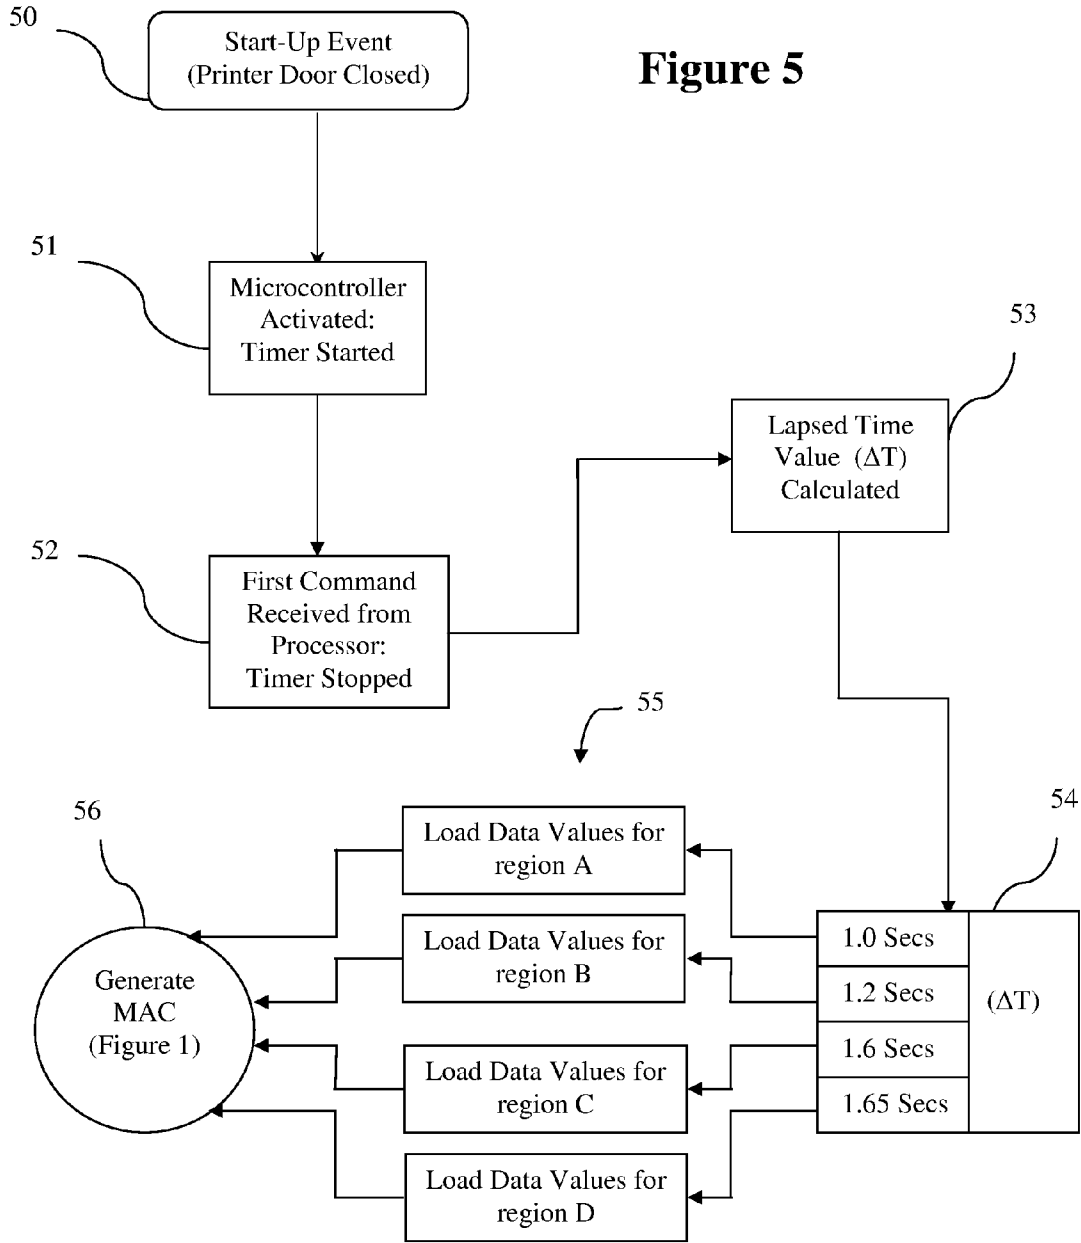 50
Start-Up Event
(Printer Door Closed)
Figure 5
51
Microcontroller
Activated:
Timer Started
53
Lapsed Time
Value (ΔT)
Calculated
52
First Command
Received from
Processor:
Timer Stopped
55
56
54
Load Data Values for
region A
Load Data Values for
region B
Load Data Values for
region C
Load Data Values for
region D
1.0 Secs
1.2 Secs
1.6 Secs
1.65 Secs
(ΔT)
Generate
MAC
(Figure 1)